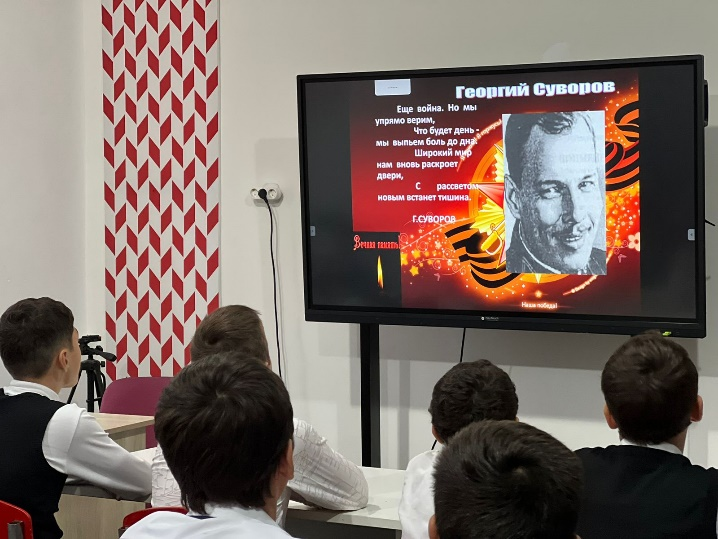 Георгий Суворов
Еще война. Но мы
упрямо верим,
Что будет день -
мы выпьем боль до дна.
Широкий мир
нам вновь раскроет
двери,
С рассветом
новым встанет тишина.
Г.СУВОРОВ
Вечная память
Наша победа!